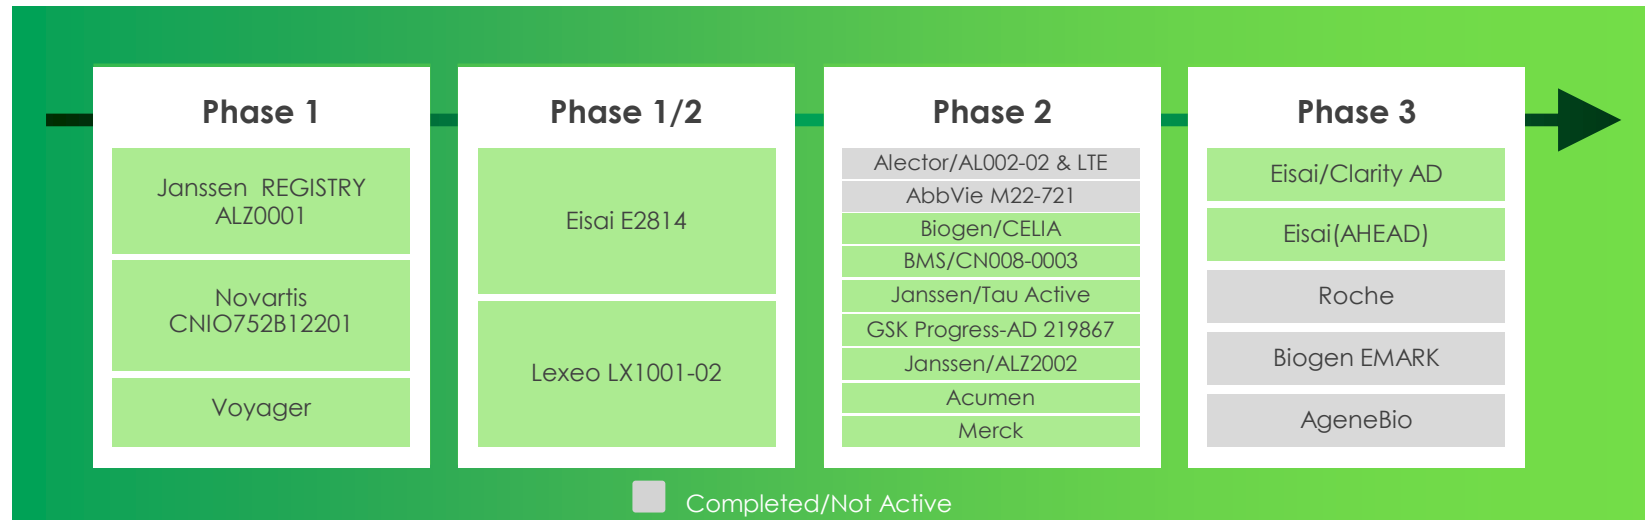 Phase 1
Janssen REGISTRY
ALZ0001
Novartis
CNIO752B12201
Voyager
Phase 1/2
Eisai E2814
Lexeo LX1001-02
Phase 2
Alector/AL002-02 & LTE
AbbVie M22-721
Biogen/CELIA
BMS/CN008-0003
Janssen/Tau Active
GSK Progress-AD 219867
Janssen/ALZ2002
Acumen
Merck
Phase 3
Eisai/Clarity AD
Eisai(AHEAD)
Roche
Biogen EMARK
AgeneBio
Completed/Not Active